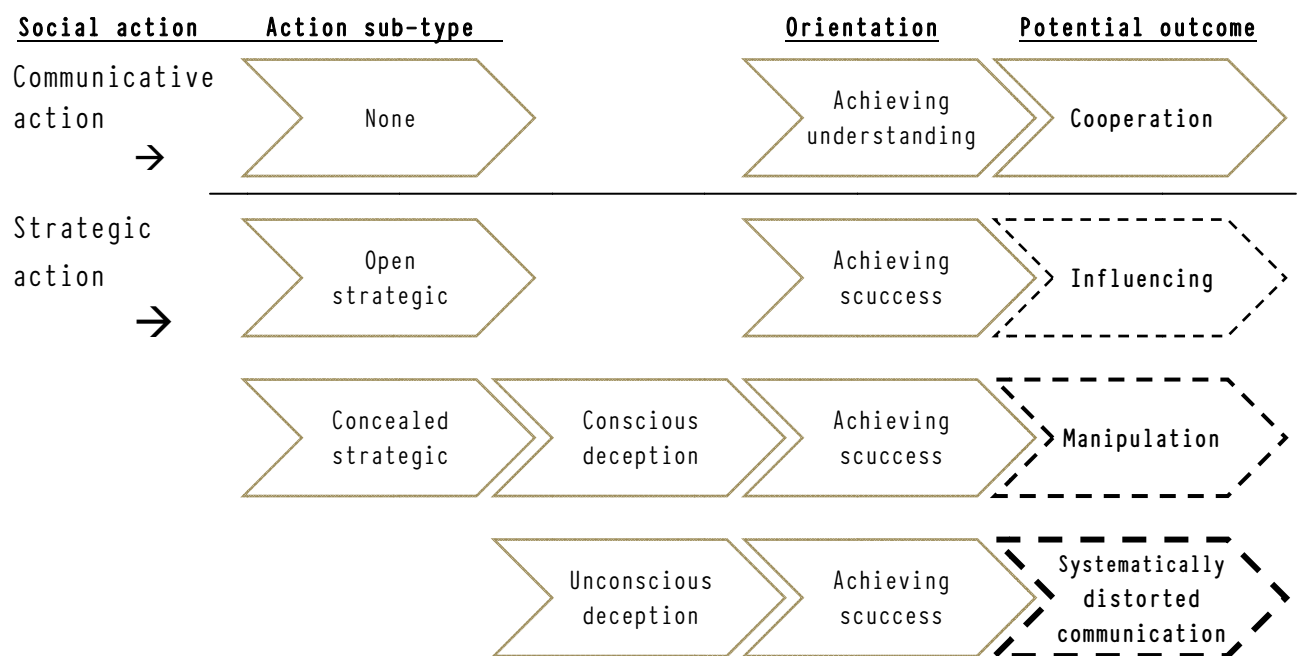 Social action Action sub-type Orientation Potential outcome
Communicative
action
→
None
Achieving
understanding
Cooperation
Strategic
action
→
Open
strategic
Achieving
scuccess
Influencing
Concealed
strategic
Conscious
deception
Achieving
scuccess
Manipulation
Unconscious
deception
Achieving
scuccess
Systematically
distorted
communication